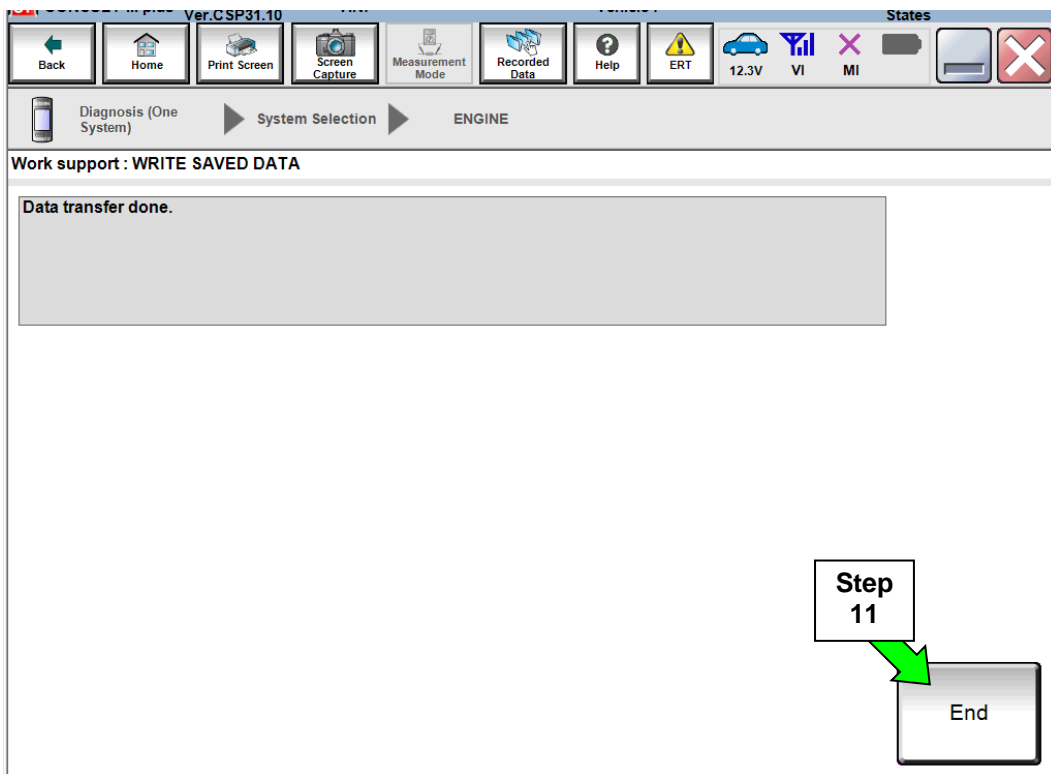 Ver.CSP31.10 States
Back Home Print Screen Screen Capture Measurement Mode Recorded Data Help ERT 12.3V VI MI
Diagnosis (One System) System Selection ENGINE
Work support : WRITE SAVED DATA
Data transfer done.
Step
11
End